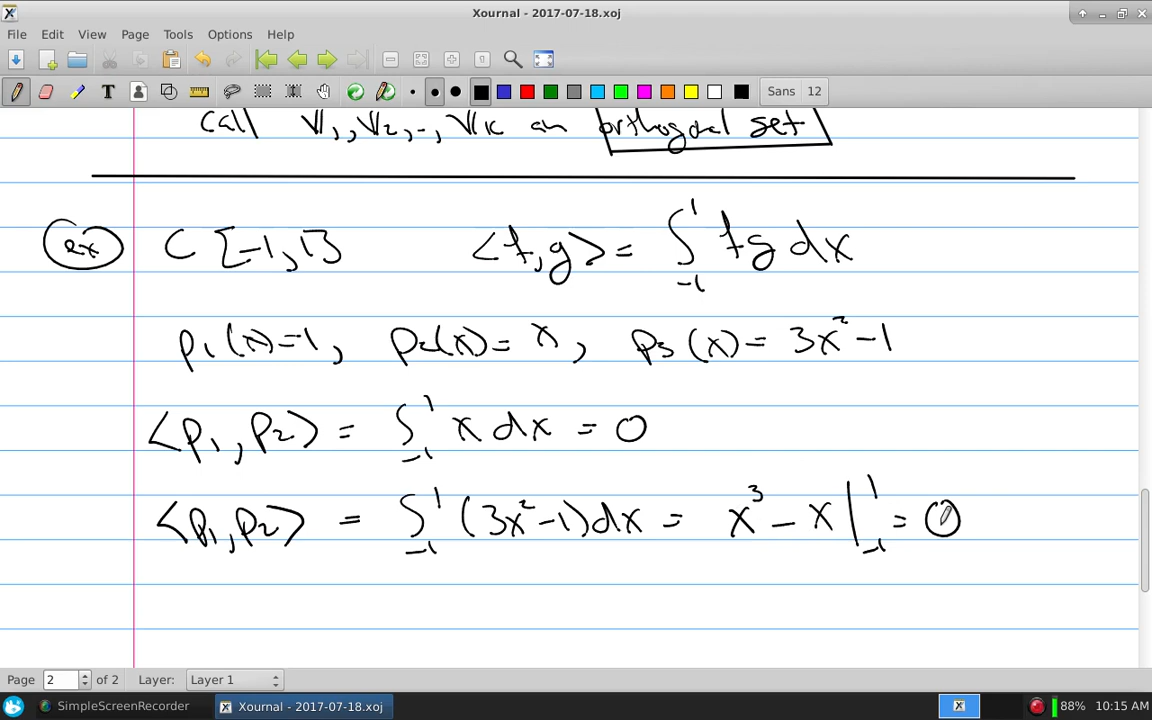 Xournal - 2017-07-18.xoj
File Edit View Page Tools Options Help
Sans 12
call V1, V2, .., Vk an orthogonal set
ex C [-1, 1] <f, g> = ∫_{-1}^{1} fg dx
p1(x)=1, p2(x)= x, p3(x)= 3x²-1
<p1, p2> = ∫_{-1}^{1} x dx = 0
<p1, p2> = ∫_{-1}^{1} (3x²-1)dx = x³ - x |_{-1}^{1} = 0
Page 2 of 2 Layer: Layer 1
SimpleScreenRecorder Xournal - 2017-07-18.xoj 88% 10:15 AM